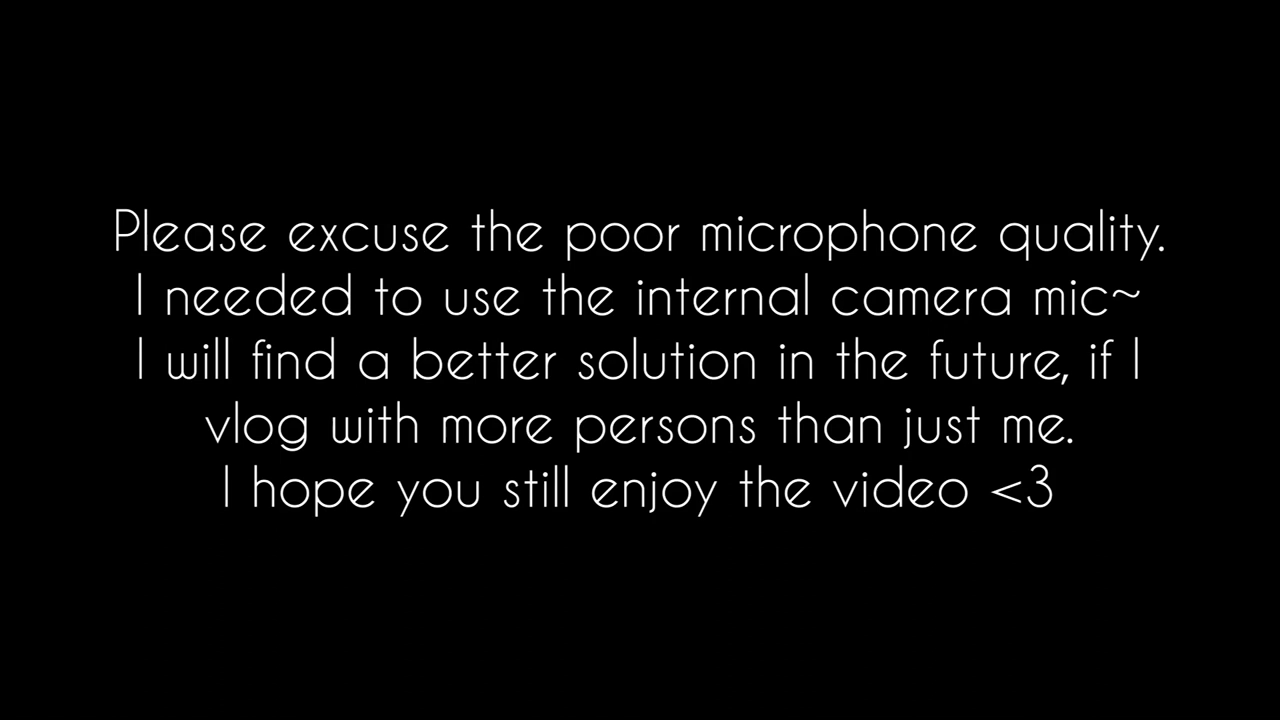 Please excuse the poor microphone quality.
I needed to use the internal camera mic~
I will find a better solution in the future, if I
vlog with more persons than just me.
I hope you still enjoy the video <3